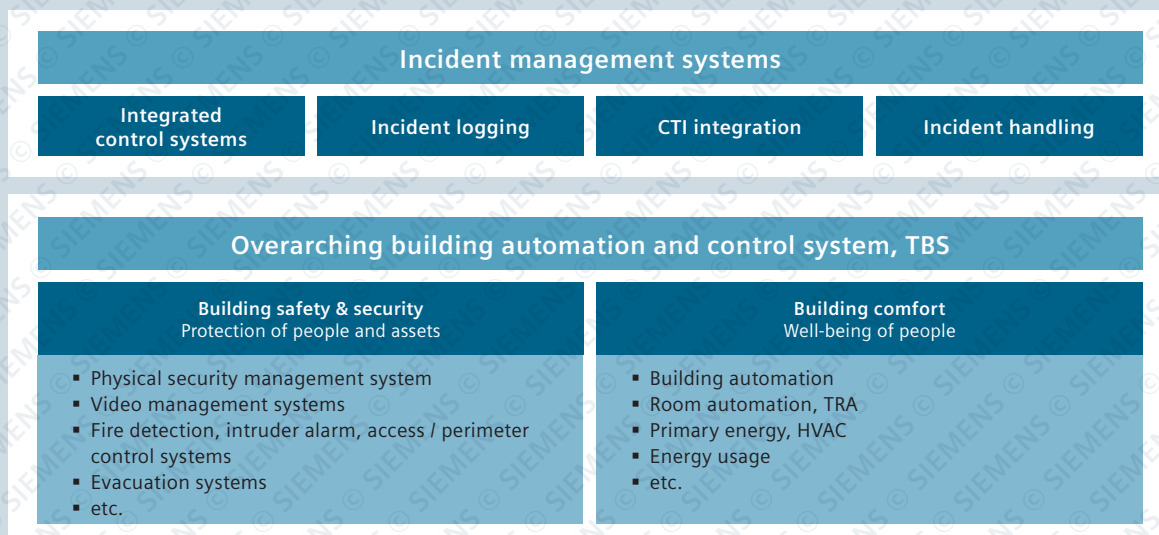 Incident management systems
Integrated
control systems
Incident logging
CTI integration
Incident handling
Overarching building automation and control system, TBS
Building safety & security
Protection of people and assets
▪ Physical security management system
▪ Video management systems
▪ Fire detection, intruder alarm, access / perimeter
control systems
▪ Evacuation systems
▪ etc.
Building comfort
Well-being of people
▪ Building automation
▪ Room automation, TRA
▪ Primary energy, HVAC
▪ Energy usage
▪ etc.
© SIEMENS